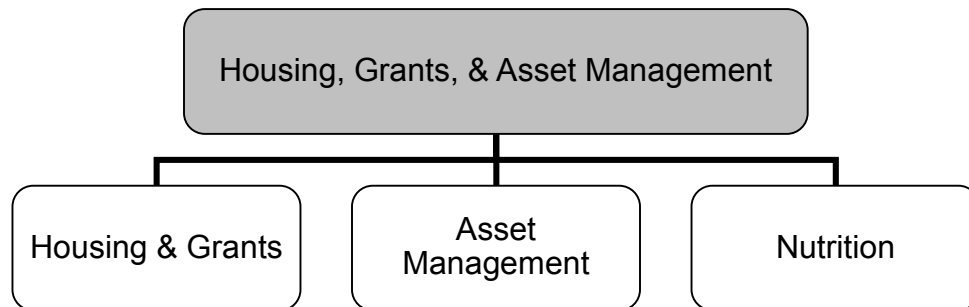 Housing, Grants, & Asset Management
Housing & Grants
Asset
Management
Nutrition